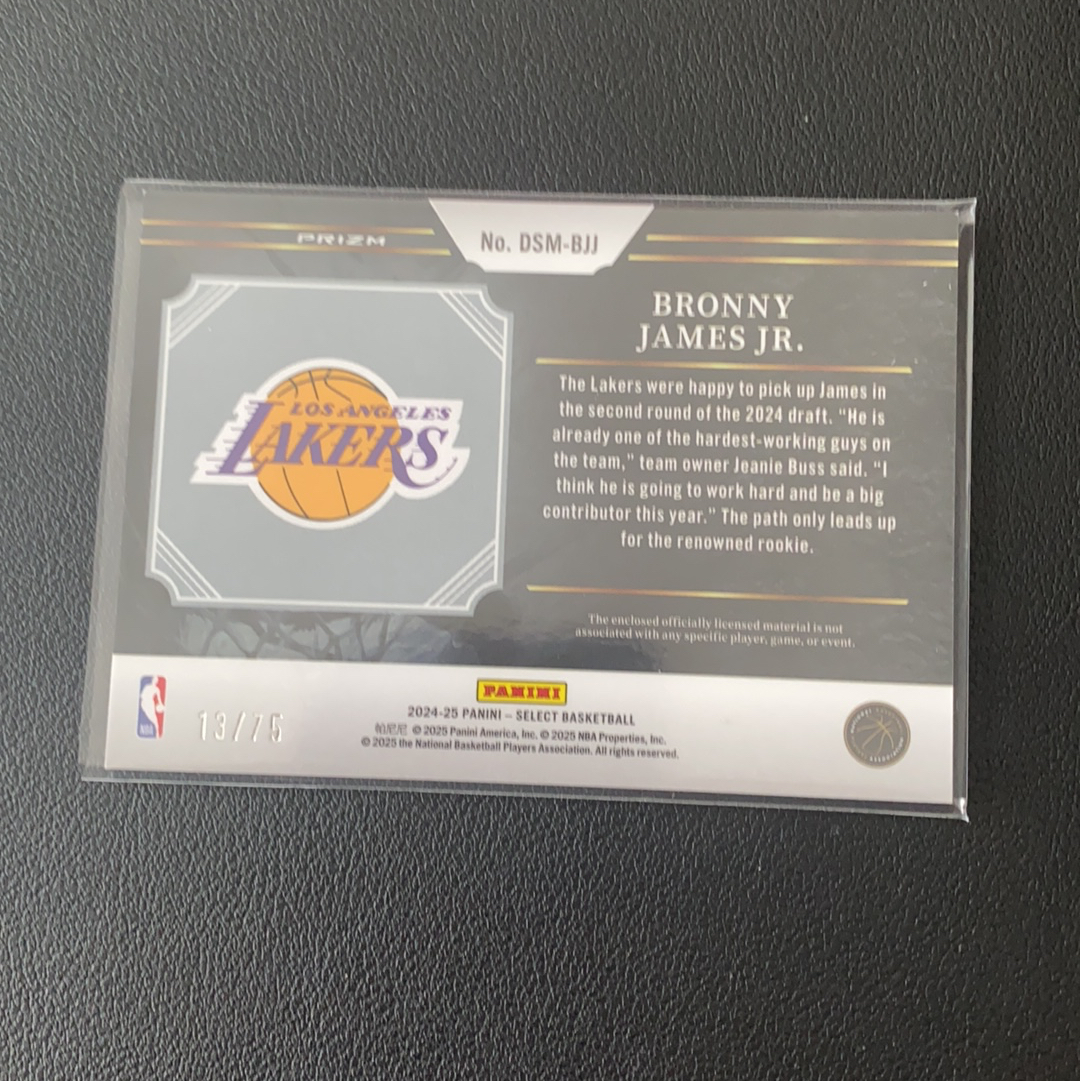 PRIZM
No. DSM-BJJ
BRONNY
JAMES JR.
LOS ANGELES
LAKERS
The Lakers were happy to pick up James in
the second round of the 2024 draft. "He is
already one of the hardest-working guys on
the team," team owner Jeanie Buss said. "I
think he is going to work hard and be a big
contributor this year." The path only leads up
for the renowned rookie.
The enclosed officially licensed material is not
associated with any specific player, game, or event.
PANINI
2024-25 PANINI – SELECT BASKETBALL
帕尼尼 © 2025 Panini America, Inc. © 2025 NBA Properties, Inc.
© 2025 the National Basketball Players Association. All rights reserved.
NBA
13/75